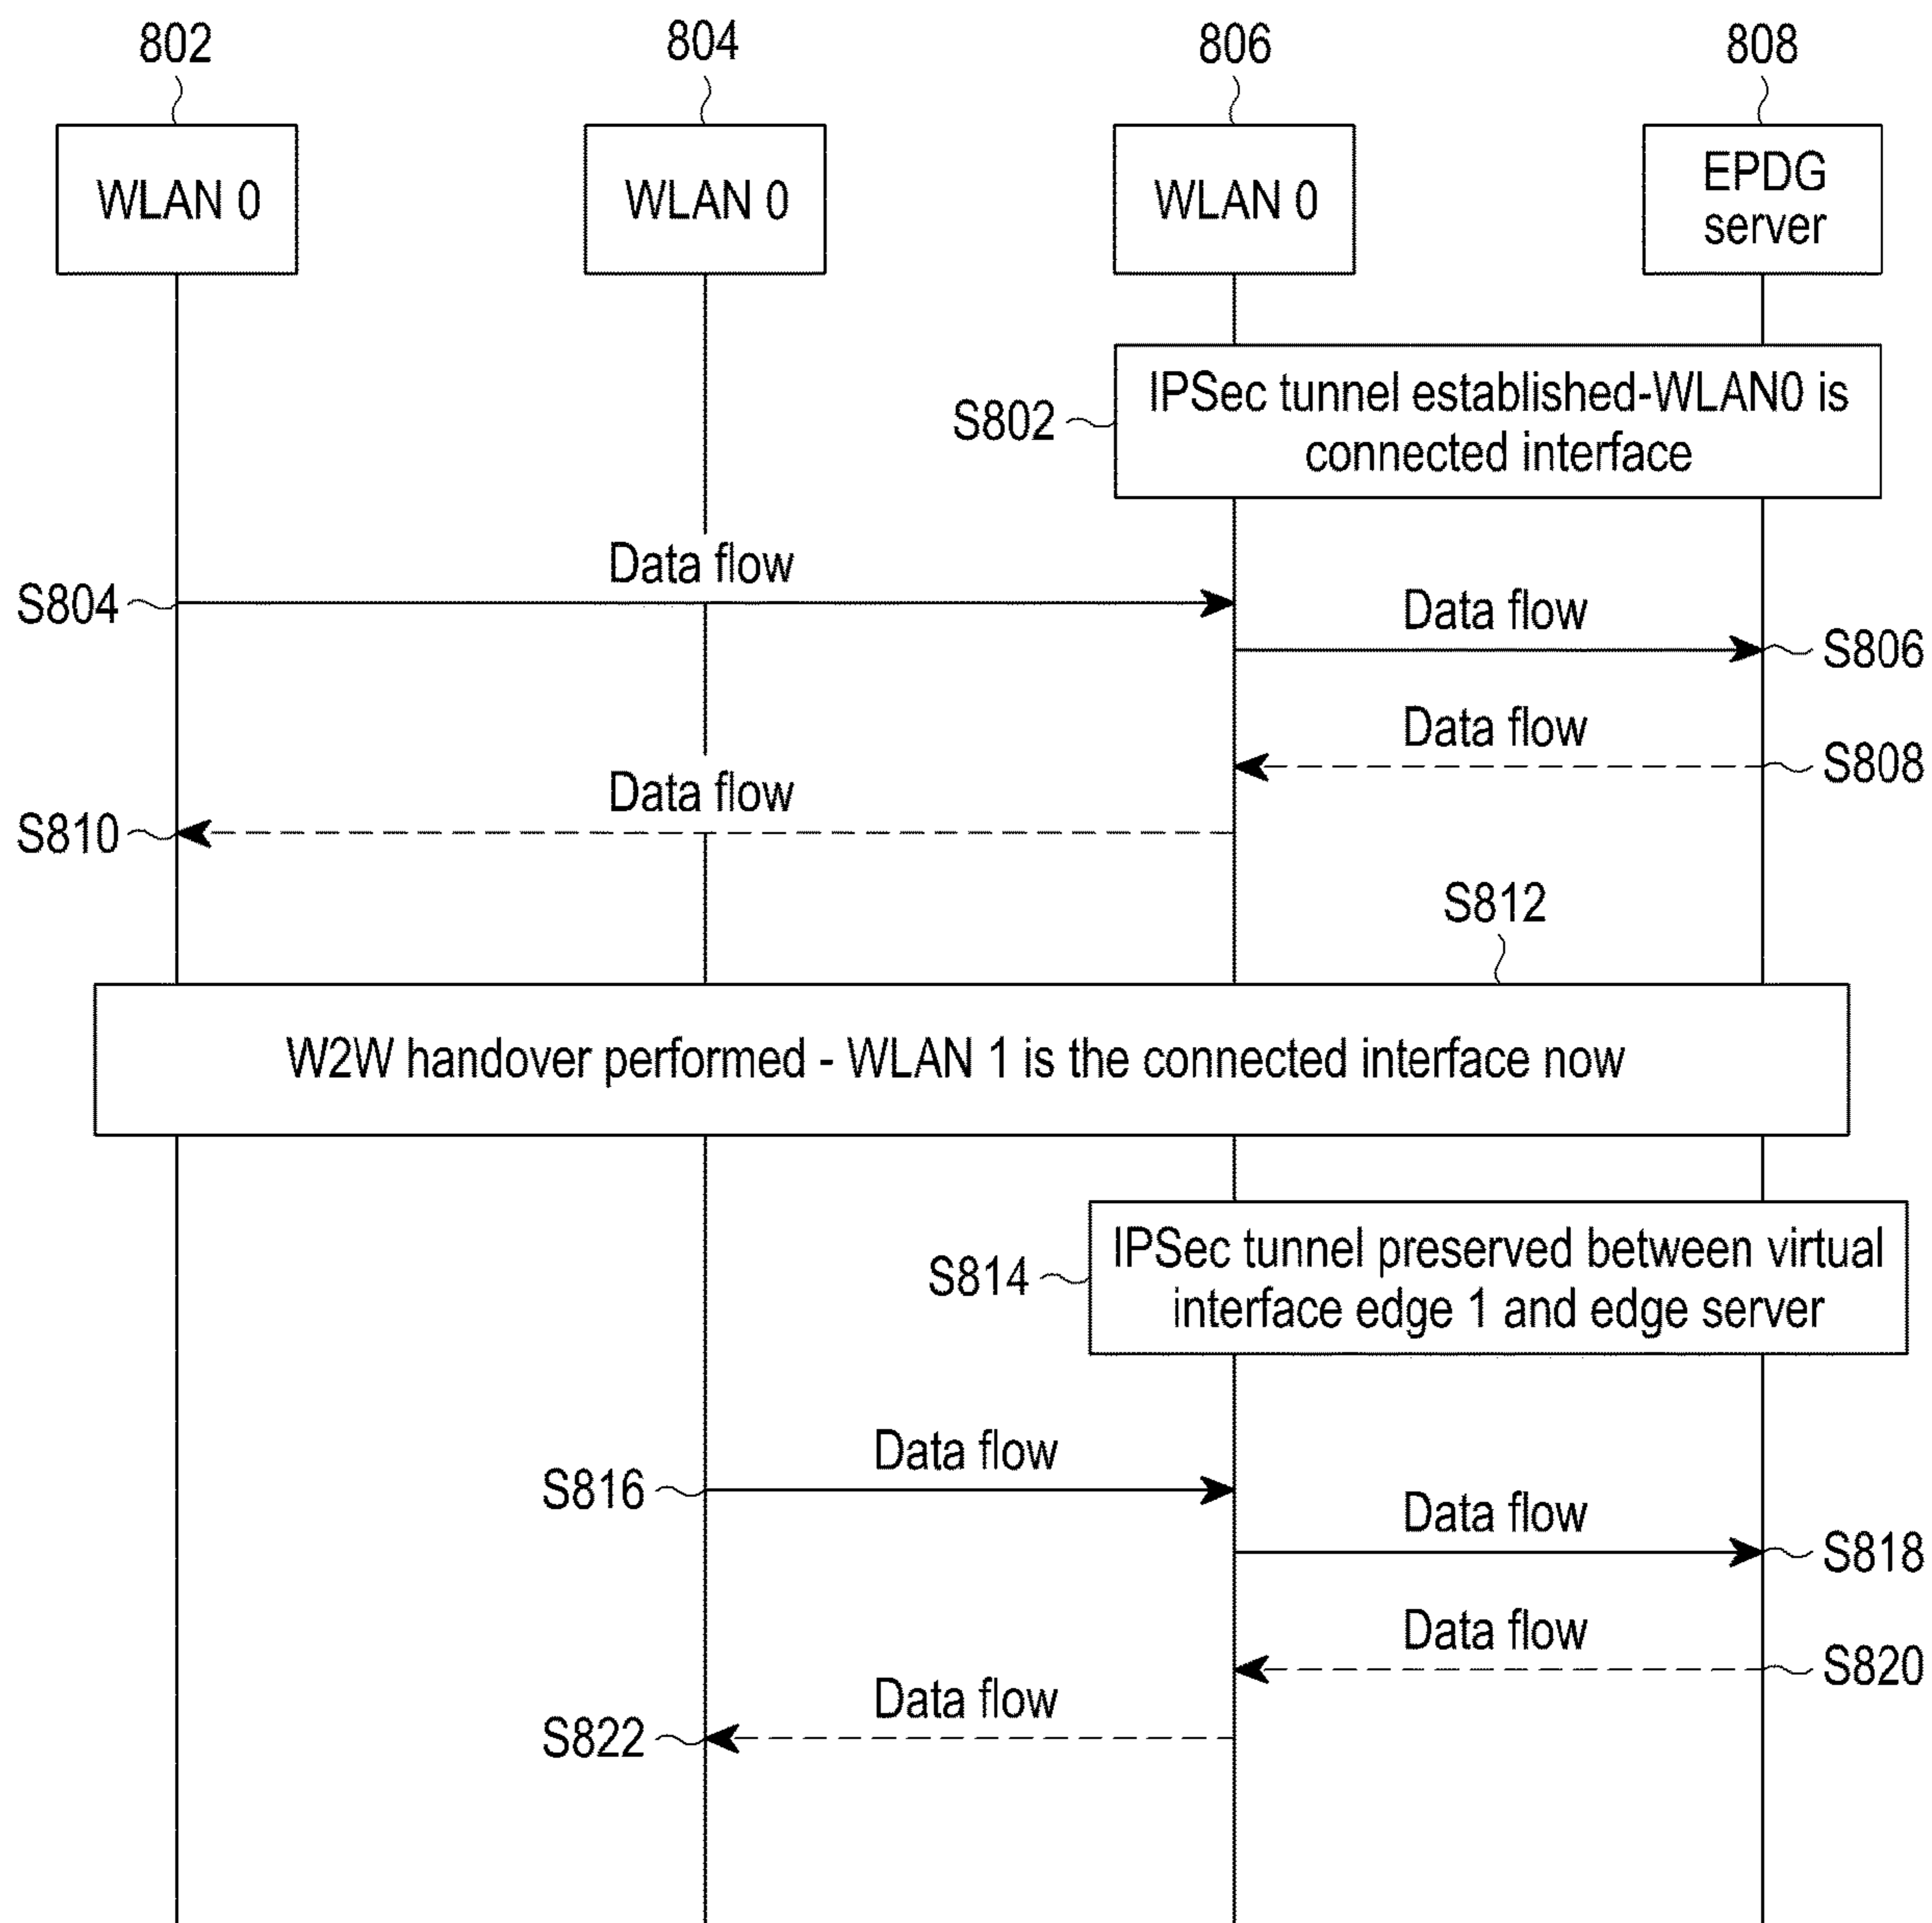 802
804
806
808
WLAN 0
WLAN 0
WLAN 0
EPDG
server
IPSec tunnel established-WLAN0 is
connected interface
S802
Data flow
S804
Data flow
S806
Data flow
S808
Data flow
S810
S812
W2W handover performed - WLAN 1 is the connected interface now
IPSec tunnel preserved between virtual
interface edge 1 and edge server
S814
Data flow
S816
Data flow
S818
Data flow
S820
Data flow
S822